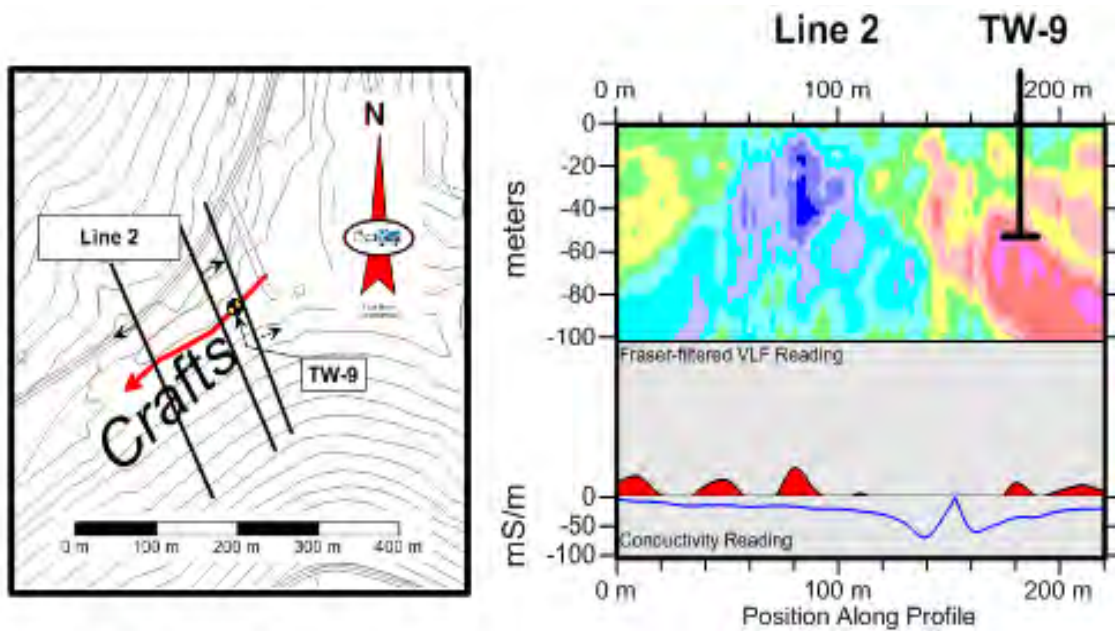 N
Line 2
TW-9
Crafts
0 m
100 m
200 m
300 m
400 m
Line 2
TW-9
0 m
100 m
200 m
meters
0
-20
-40
-60
-80
-100
Fraser-filtered VLF Reading
mS/m
0
-50
-100
Conductivity Reading
0 m
100 m
200 m
Position Along Profile